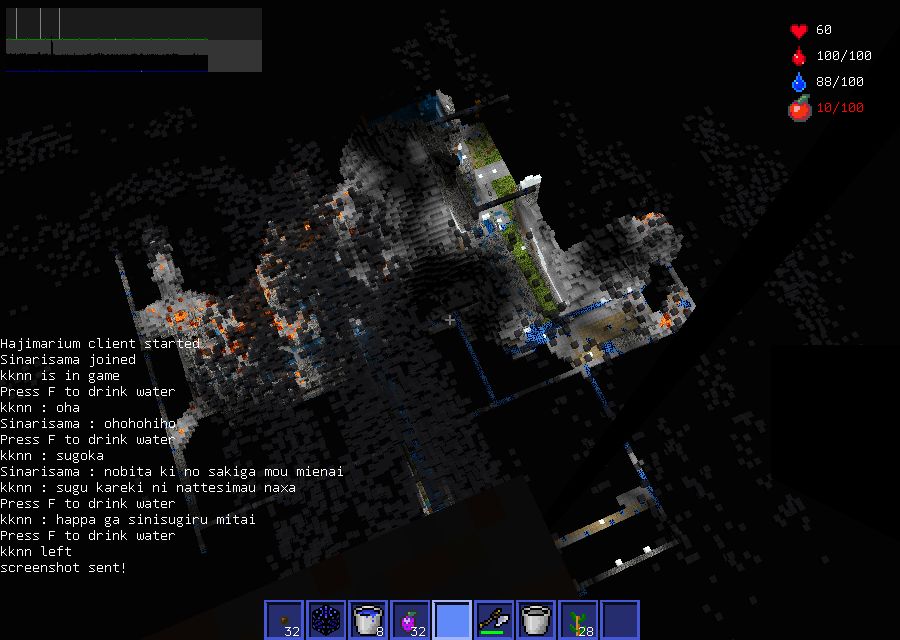 60
100/100
88/100
10/100
Hajimarium client started
Sinarisama joined
kknn is in game
Press F to drink water
kknn : oha
Sinarisama : ohohohiho
Press F to drink water
kknn : sugoka
Sinarisama : nobita ki no sakiga mou mienai
kknn : sugu kareki ni nattesimau naxa
Press F to drink water
kknn : happa ga sinisugiru mitai
Press F to drink water
kknn left
screenshot sent!
32 8 32 28